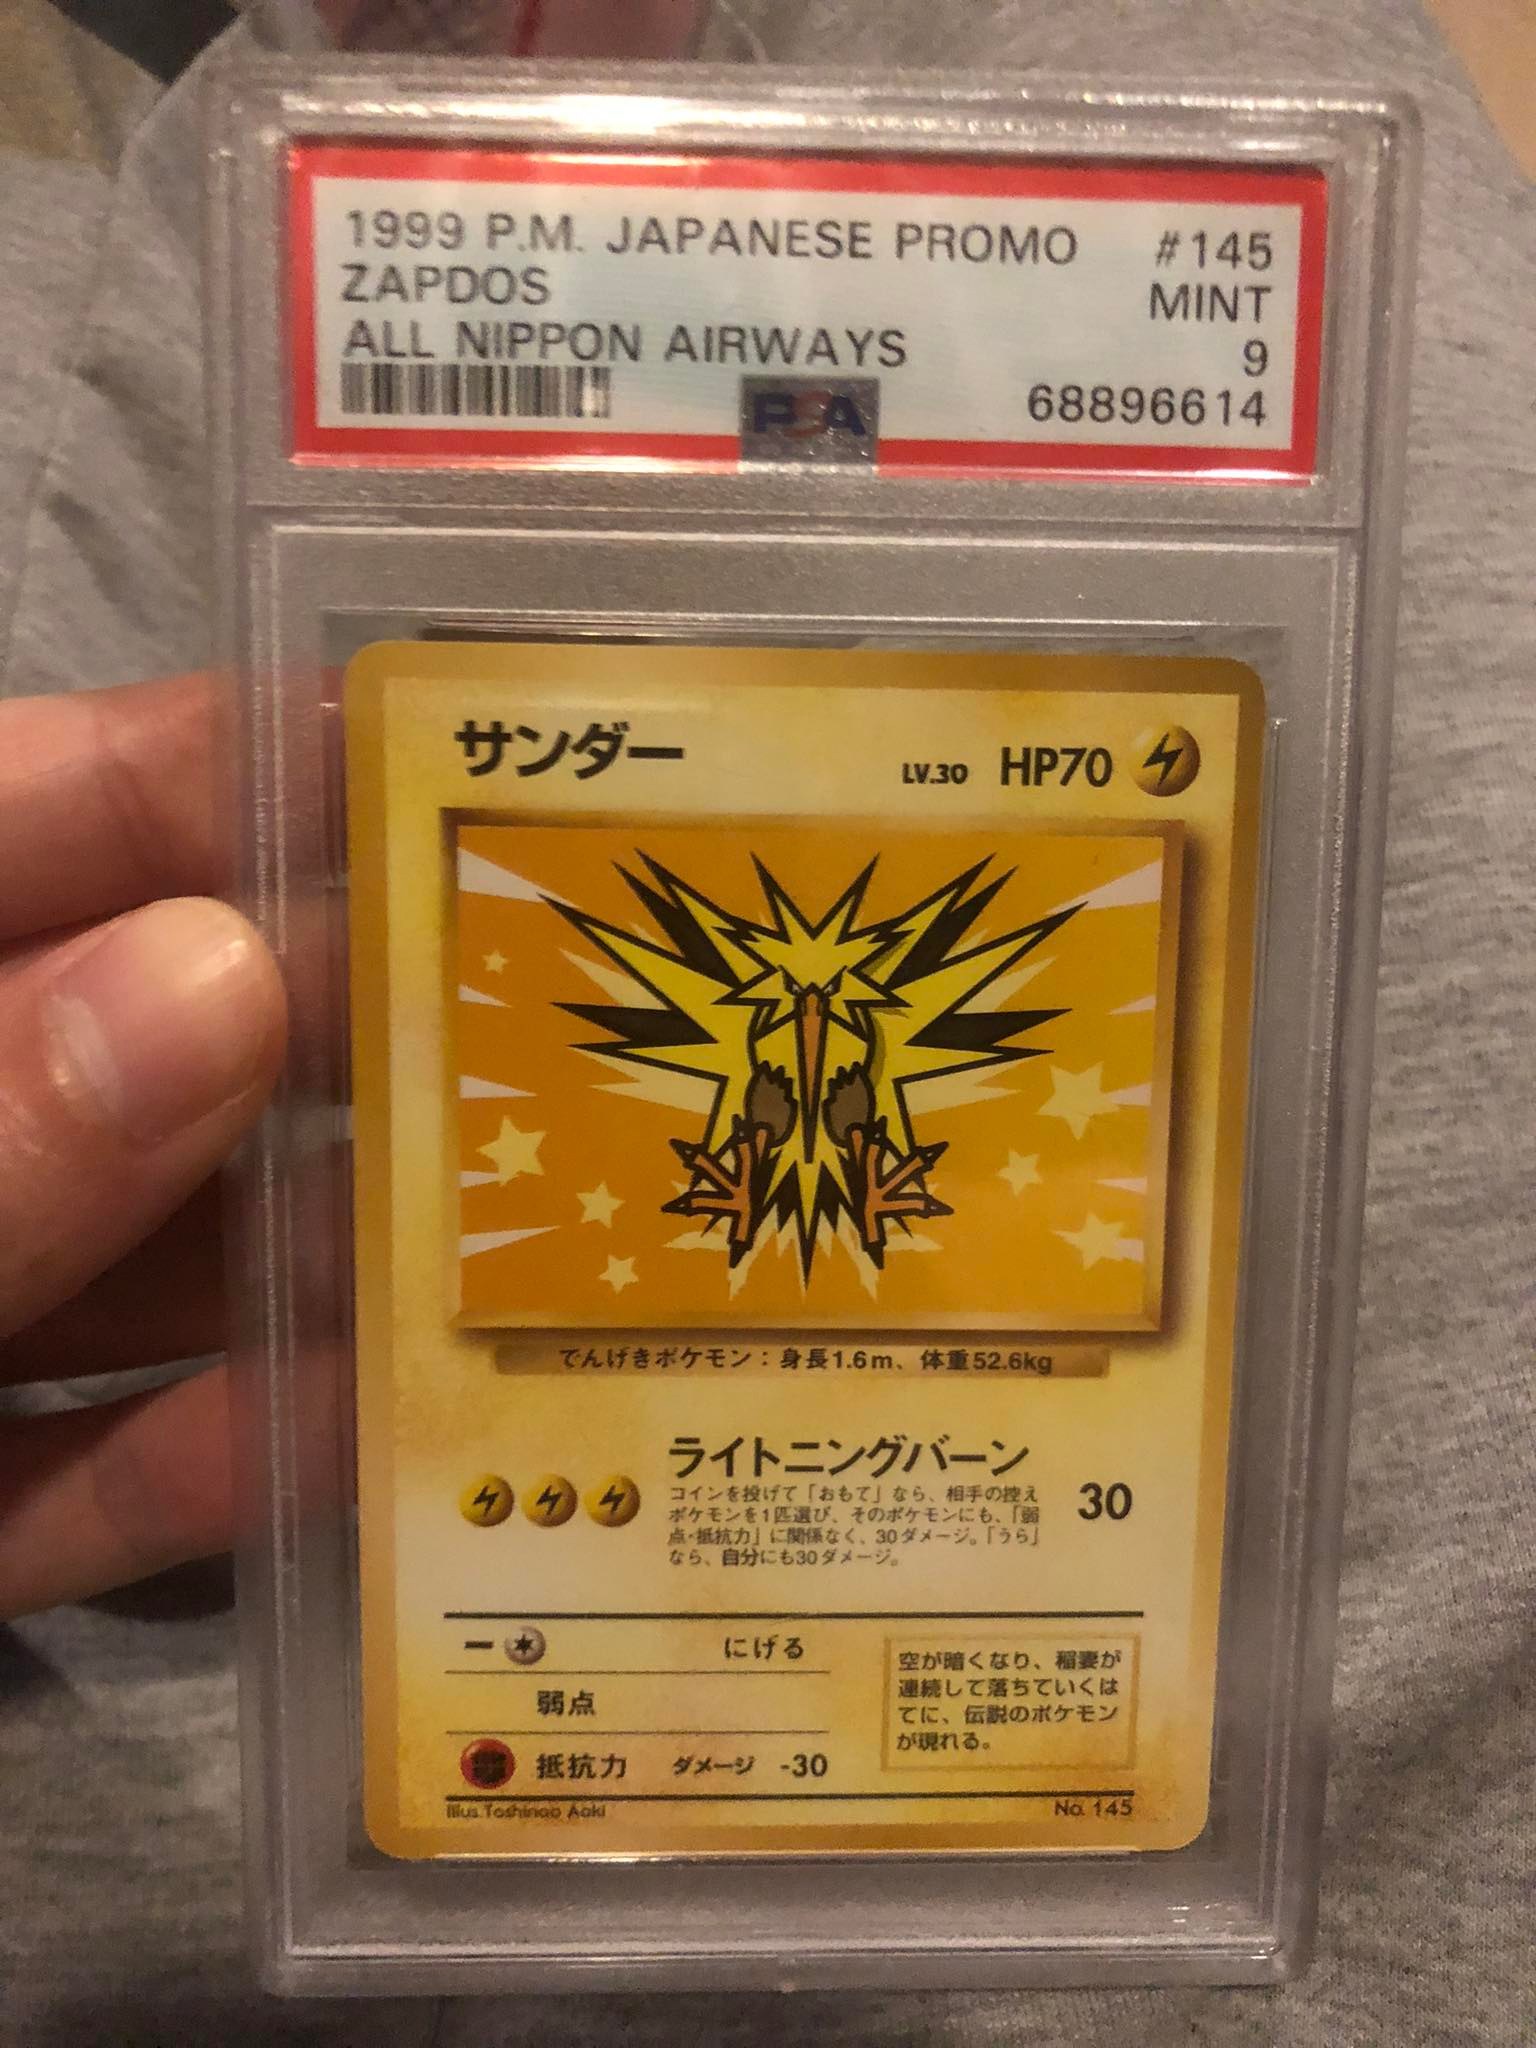 1999 P.M. JAPANESE PROMO #145
ZAPDOS MINT
ALL NIPPON AIRWAYS 9
PSA 68896614
サンダー LV.30 HP70
でんげきポケモン：身長1.6m、体重52.6kg
ライトニングバーン 30
コインを投げて「おもて」なら、相手の控え
ポケモンを1匹選び、そのポケモンにも、「弱
点・抵抗力」に関係なく、30ダメージ。「うら」
なら、自分にも30ダメージ。
ー にげる
弱点
抵抗力 ダメージ -30
空が暗くなり、稲妻が
連続して落ちていくは
てに、伝説のポケモン
が現れる。
Illus. Toshinao Aoki No. 145